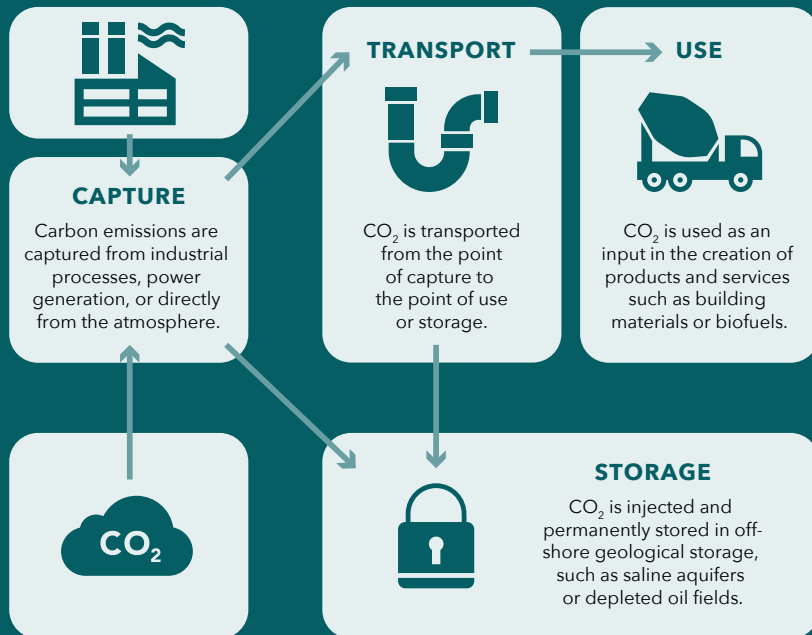 CAPTURE
Carbon emissions are
captured from industrial
processes, power
generation, or directly
from the atmosphere.
TRANSPORT
CO₂ is transported
from the point
of capture to
the point of use
or storage.
USE
CO₂ is used as an
input in the creation of
products and services
such as building
materials or biofuels.
CO₂
STORAGE
CO₂ is injected and
permanently stored in off-
shore geological storage,
such as saline aquifers
or depleted oil fields.